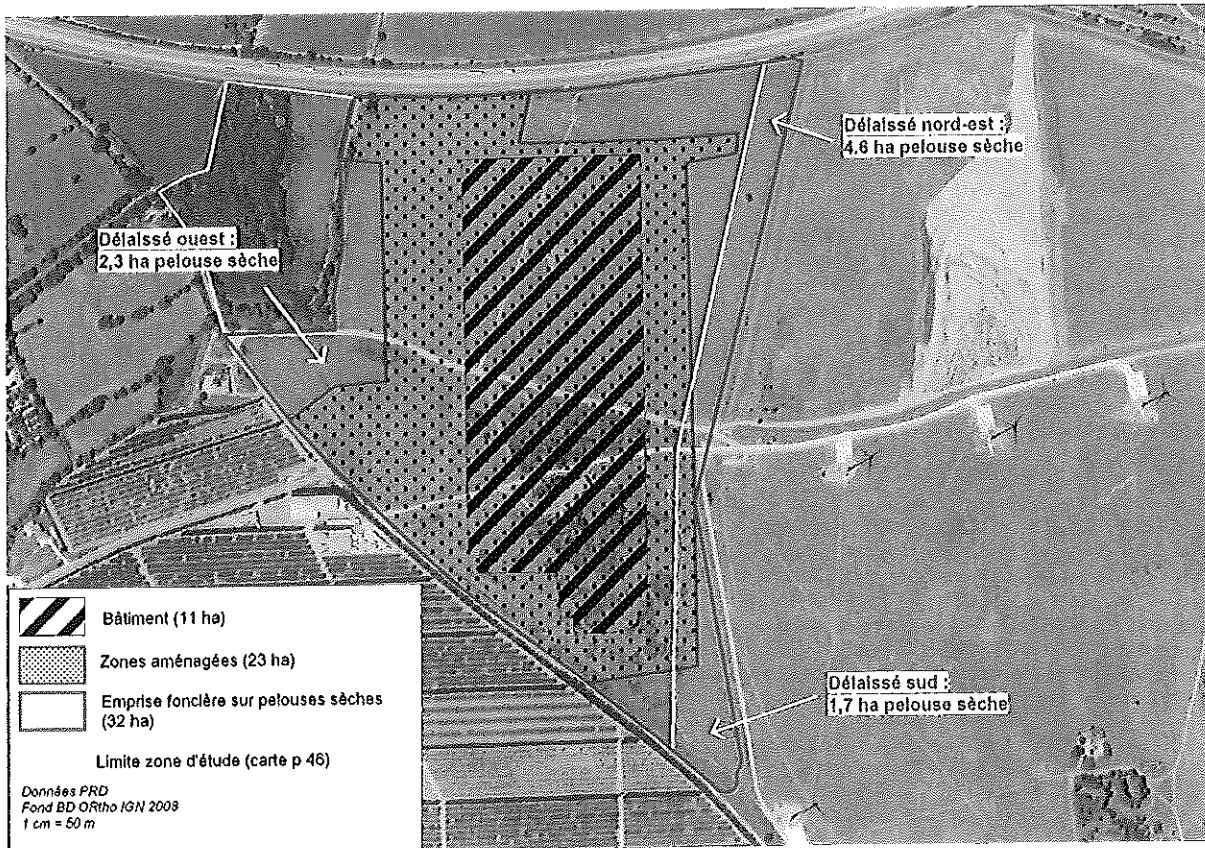 Délaissé nord-est :
4.6 ha pelouse sèche
Délaissé ouest :
2,3 ha pelouse sèche
Bâtiment (11 ha)
Zones aménagées (23 ha)
Emprise foncière sur pelouses sèches
(32 ha)
Limite zone d'étude (carte p 46)
Données PRD
Fond BD ORtho IGN 2008
1 cm = 50 m
Délaissé sud :
1,7 ha pelouse sèche